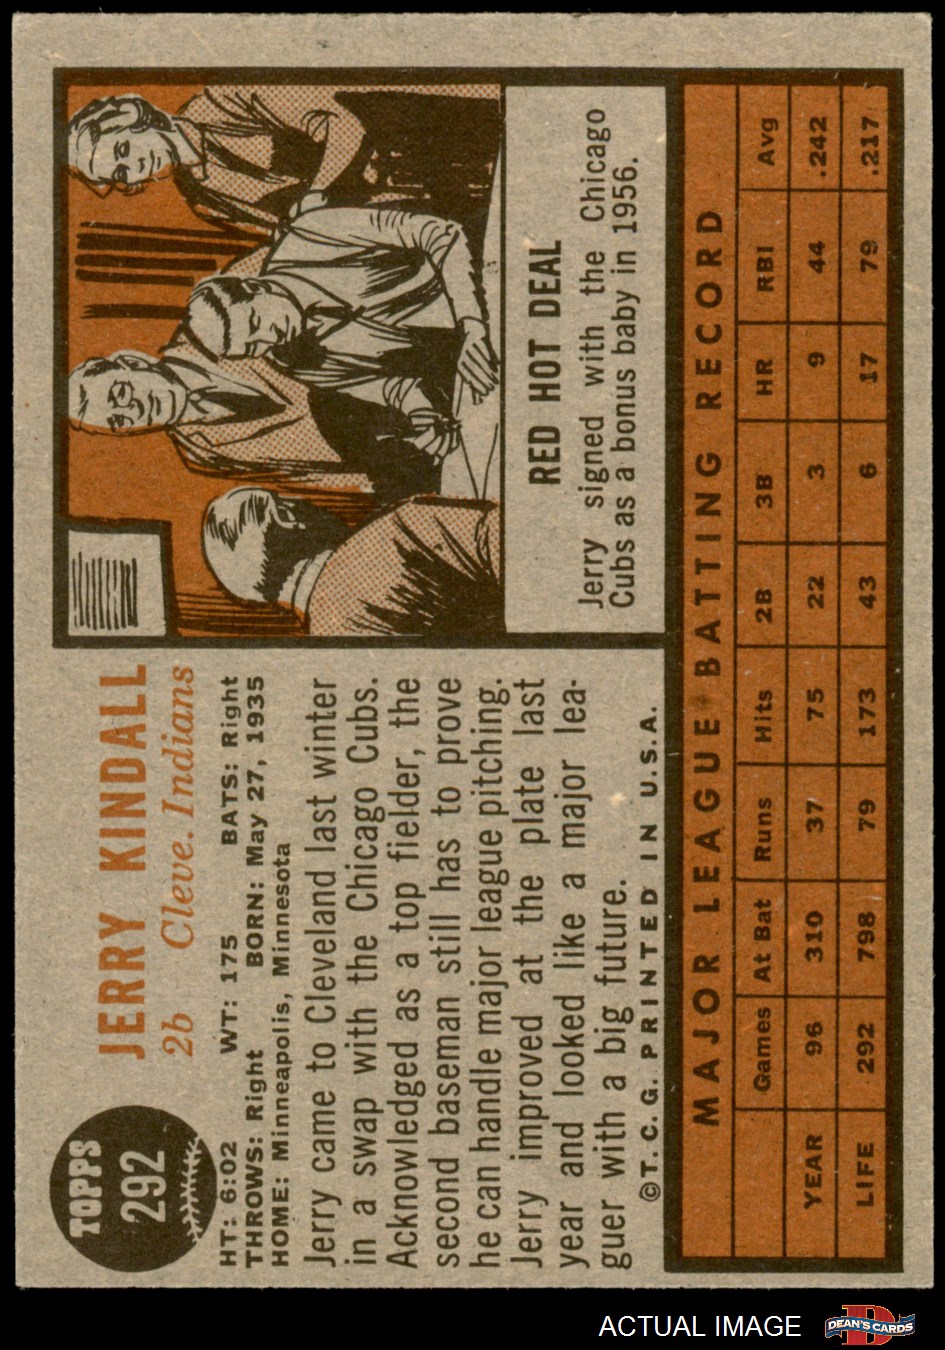 TOPPS
292
JERRY KINDALL
2b Cleve. Indians
HT: 6:02 WT: 175 BATS: Right
THROWS: Right BORN: May 27, 1935
HOME: Minneapolis, Minnesota
Jerry came to Cleveland last winter
in a swap with the Chicago Cubs.
Acknowledged as a top fielder, the
second baseman still has to prove
he can handle major league pitching.
Jerry improved at the plate last
year and looked like a major lea-
guer with a big future.
©T.C.G. PRINTED IN U.S.A.
RED HOT DEAL
Jerry signed with the Chicago
Cubs as a bonus baby in 1956.
MAJOR LEAGUE BATTING RECORD
Games At Bat Runs Hits 2B 3B HR RBI Avg
YEAR 96 310 37 75 22 3 9 44 .242
LIFE 292 798 79 173 43 6 17 79 .217
ACTUAL IMAGE
D
DEAN'S CARDS